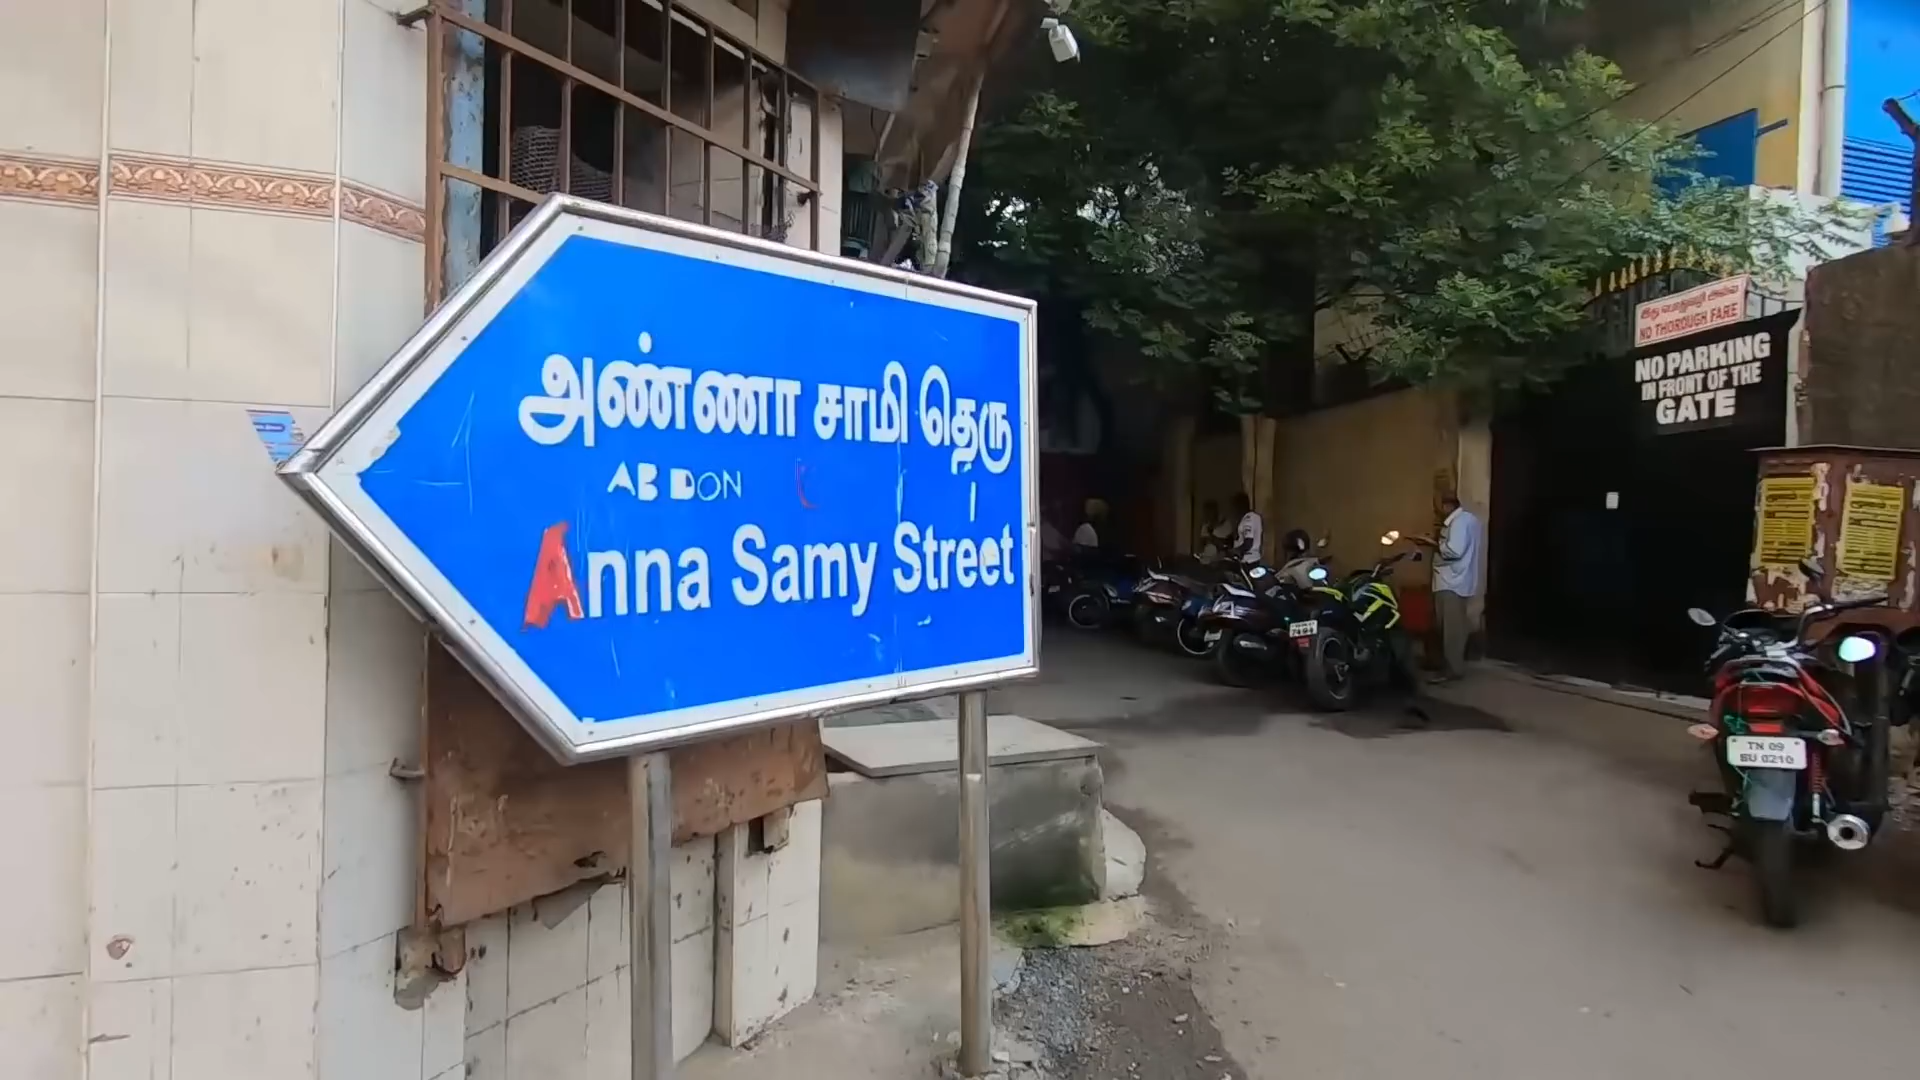 அண்ணா சாமி தெரு
AB DON
Anna Samy Street
NO THOROUGH FARE
NO PARKING
IN FRONT OF THE
GATE
TN 09
BU 0210